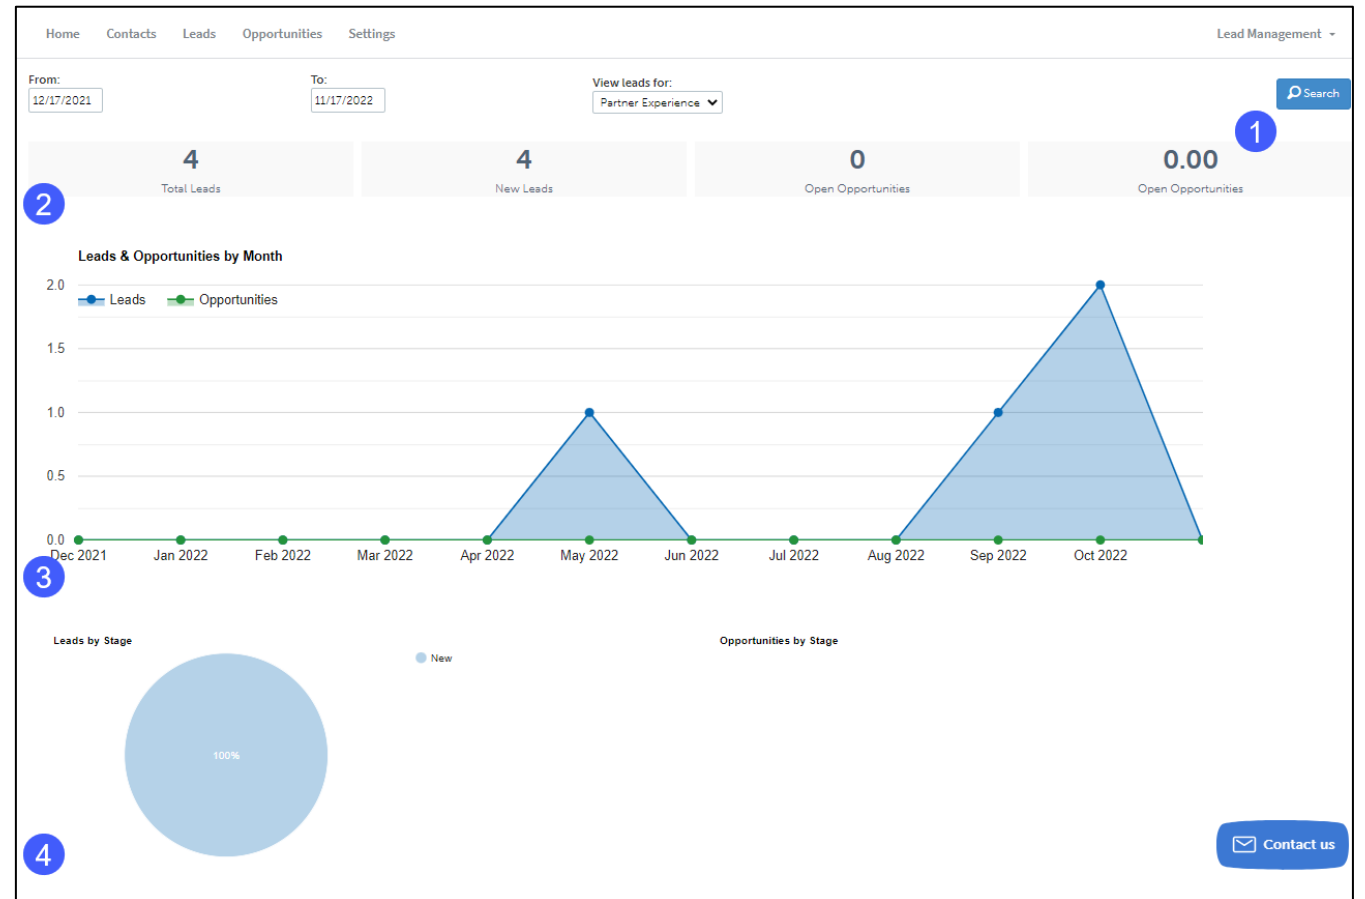 Home Contacts Leads Opportunities Settings Lead Management
From: To: View leads for:
12/17/2021 11/17/2022 Partner Experience Search
1
4 4 0 0.00
Total Leads New Leads Open Opportunities Open Opportunities
2
Leads & Opportunities by Month
2.0
Leads Opportunities
1.5
1.0
0.5
0.0
Dec 2021 Jan 2022 Feb 2022 Mar 2022 Apr 2022 May 2022 Jun 2022 Jul 2022 Aug 2022 Sep 2022 Oct 2022
3
Leads by Stage Opportunities by Stage
New
100%
4 Contact us